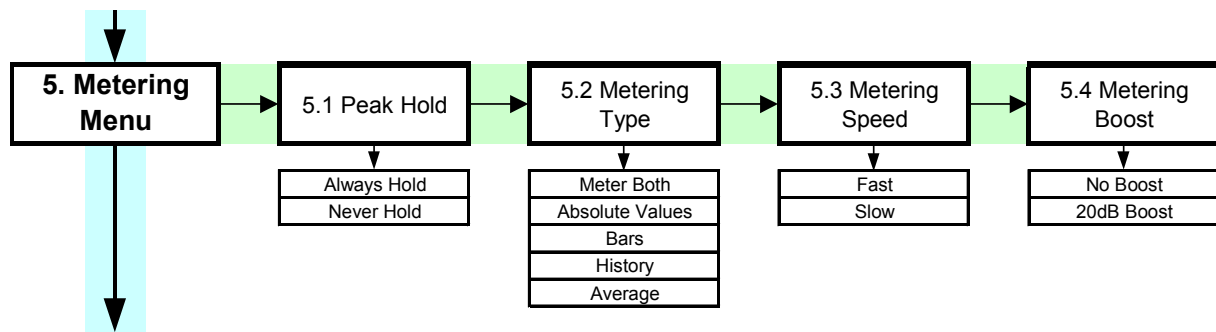 5. Metering
Menu
5.1 Peak Hold
5.2 Metering
Type
5.3 Metering
Speed
5.4 Metering
Boost
Always Hold
Never Hold
Meter Both
Absolute Values
Bars
History
Average
Fast
Slow
No Boost
20dB Boost